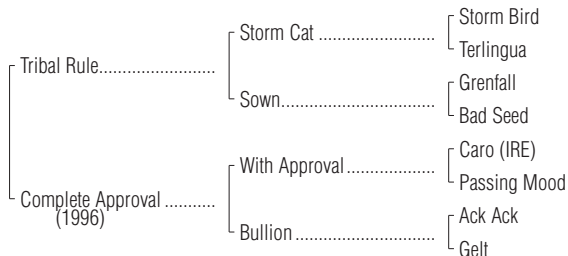 Storm Bird
Storm Cat ..............................
Terlingua
Tribal Rule.......................
Grenfall
Sown........................................
Bad Seed
Caro (IRE)
With Approval.......................
Passing Mood
Complete Approval ..........
(1996)
Ack Ack
Bullion ....................................
Gelt